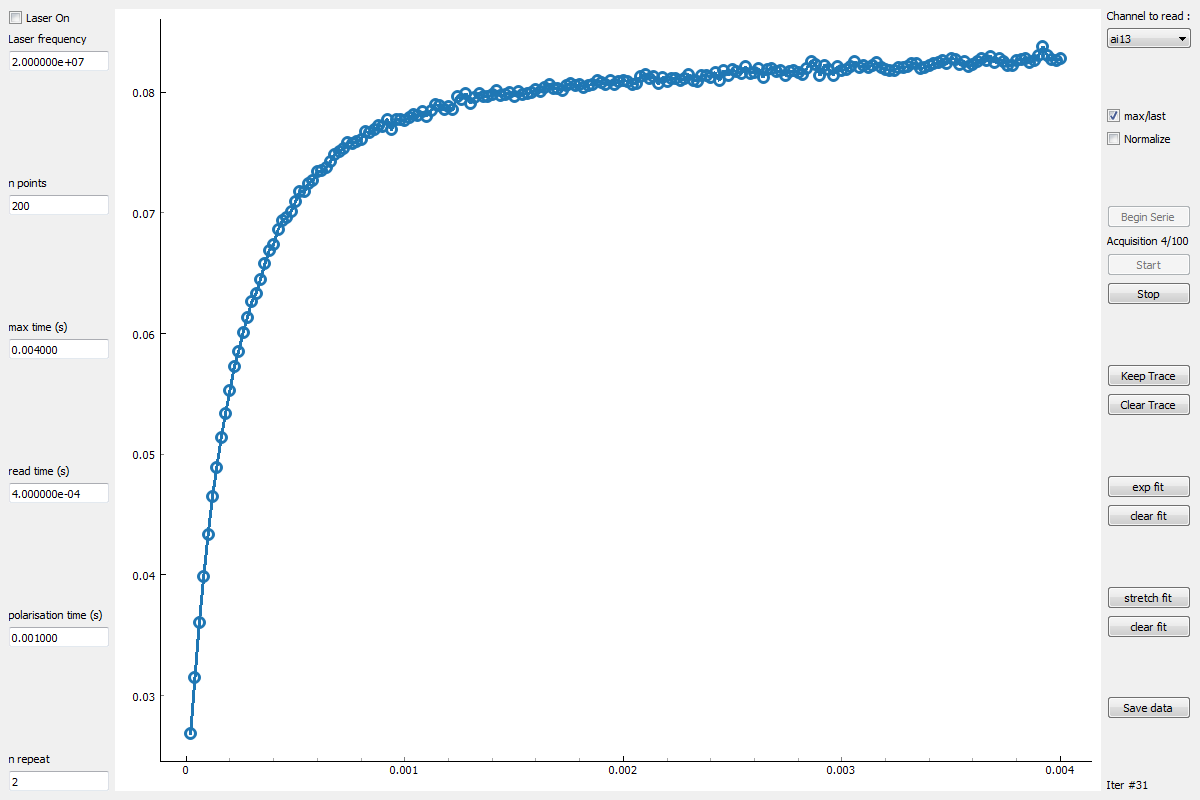 Laser On
Laser frequency
2.000000e+07
n points
200
max time (s)
0.004000
read time (s)
4.000000e-04
polarisation time (s)
0.001000
n repeat
2
0.08
0.07
0.06
0.05
0.04
0.03
0
0.001
0.002
0.003
0.004
Channel to read :
ai13
max/last
Normalize
Begin Serie
Acquisition 4/100
Start
Stop
Keep Trace
Clear Trace
exp fit
clear fit
stretch fit
clear fit
Save data
Iter #31